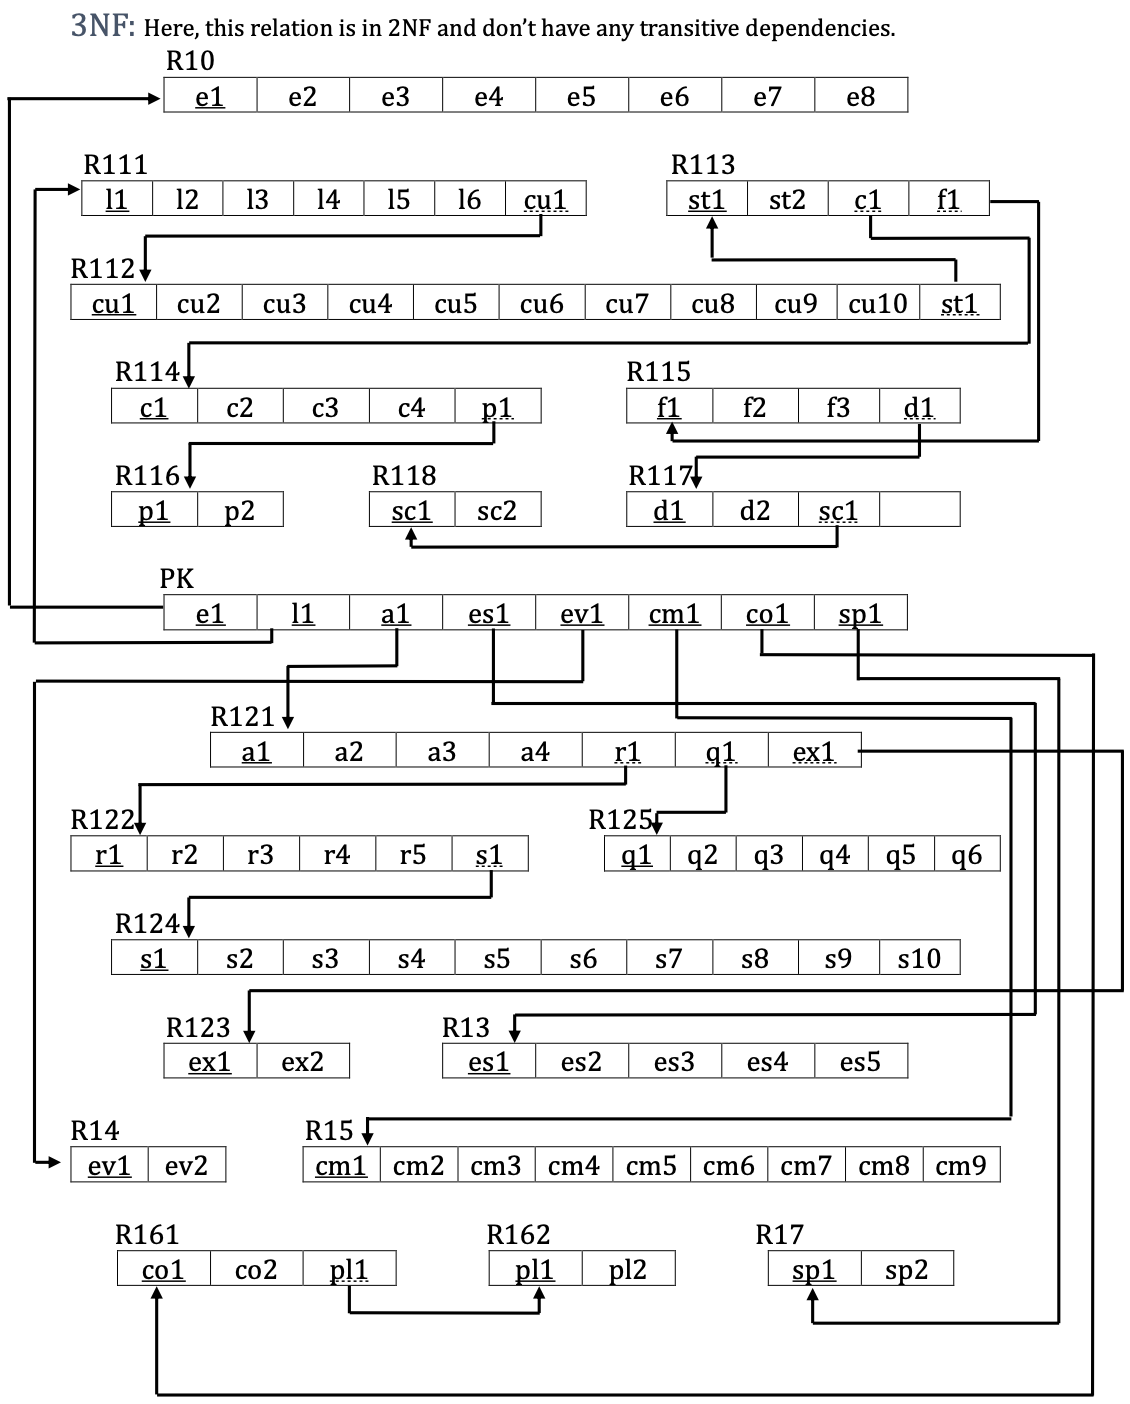 3NF: Here, this relation is in 2NF and don’t have any transitive dependencies.
R10
e1 e2 e3 e4 e5 e6 e7 e8
R111 R113
l1 l2 l3 l4 l5 l6 cu1 st1 st2 c1 f1
R112
cu1 cu2 cu3 cu4 cu5 cu6 cu7 cu8 cu9 cu10 st1
R114 R115
c1 c2 c3 c4 p1 f1 f2 f3 d1
R116 R118 R117
p1 p2 sc1 sc2 d1 d2 sc1
PK
e1 l1 a1 es1 ev1 cm1 co1 sp1
R121
a1 a2 a3 a4 r1 q1 ex1
R122 R125
r1 r2 r3 r4 r5 s1 q1 q2 q3 q4 q5 q6
R124
s1 s2 s3 s4 s5 s6 s7 s8 s9 s10
R123 R13
ex1 ex2 es1 es2 es3 es4 es5
R14 R15
ev1 ev2 cm1 cm2 cm3 cm4 cm5 cm6 cm7 cm8 cm9
R161 R162 R17
co1 co2 pl1 pl1 pl2 sp1 sp2